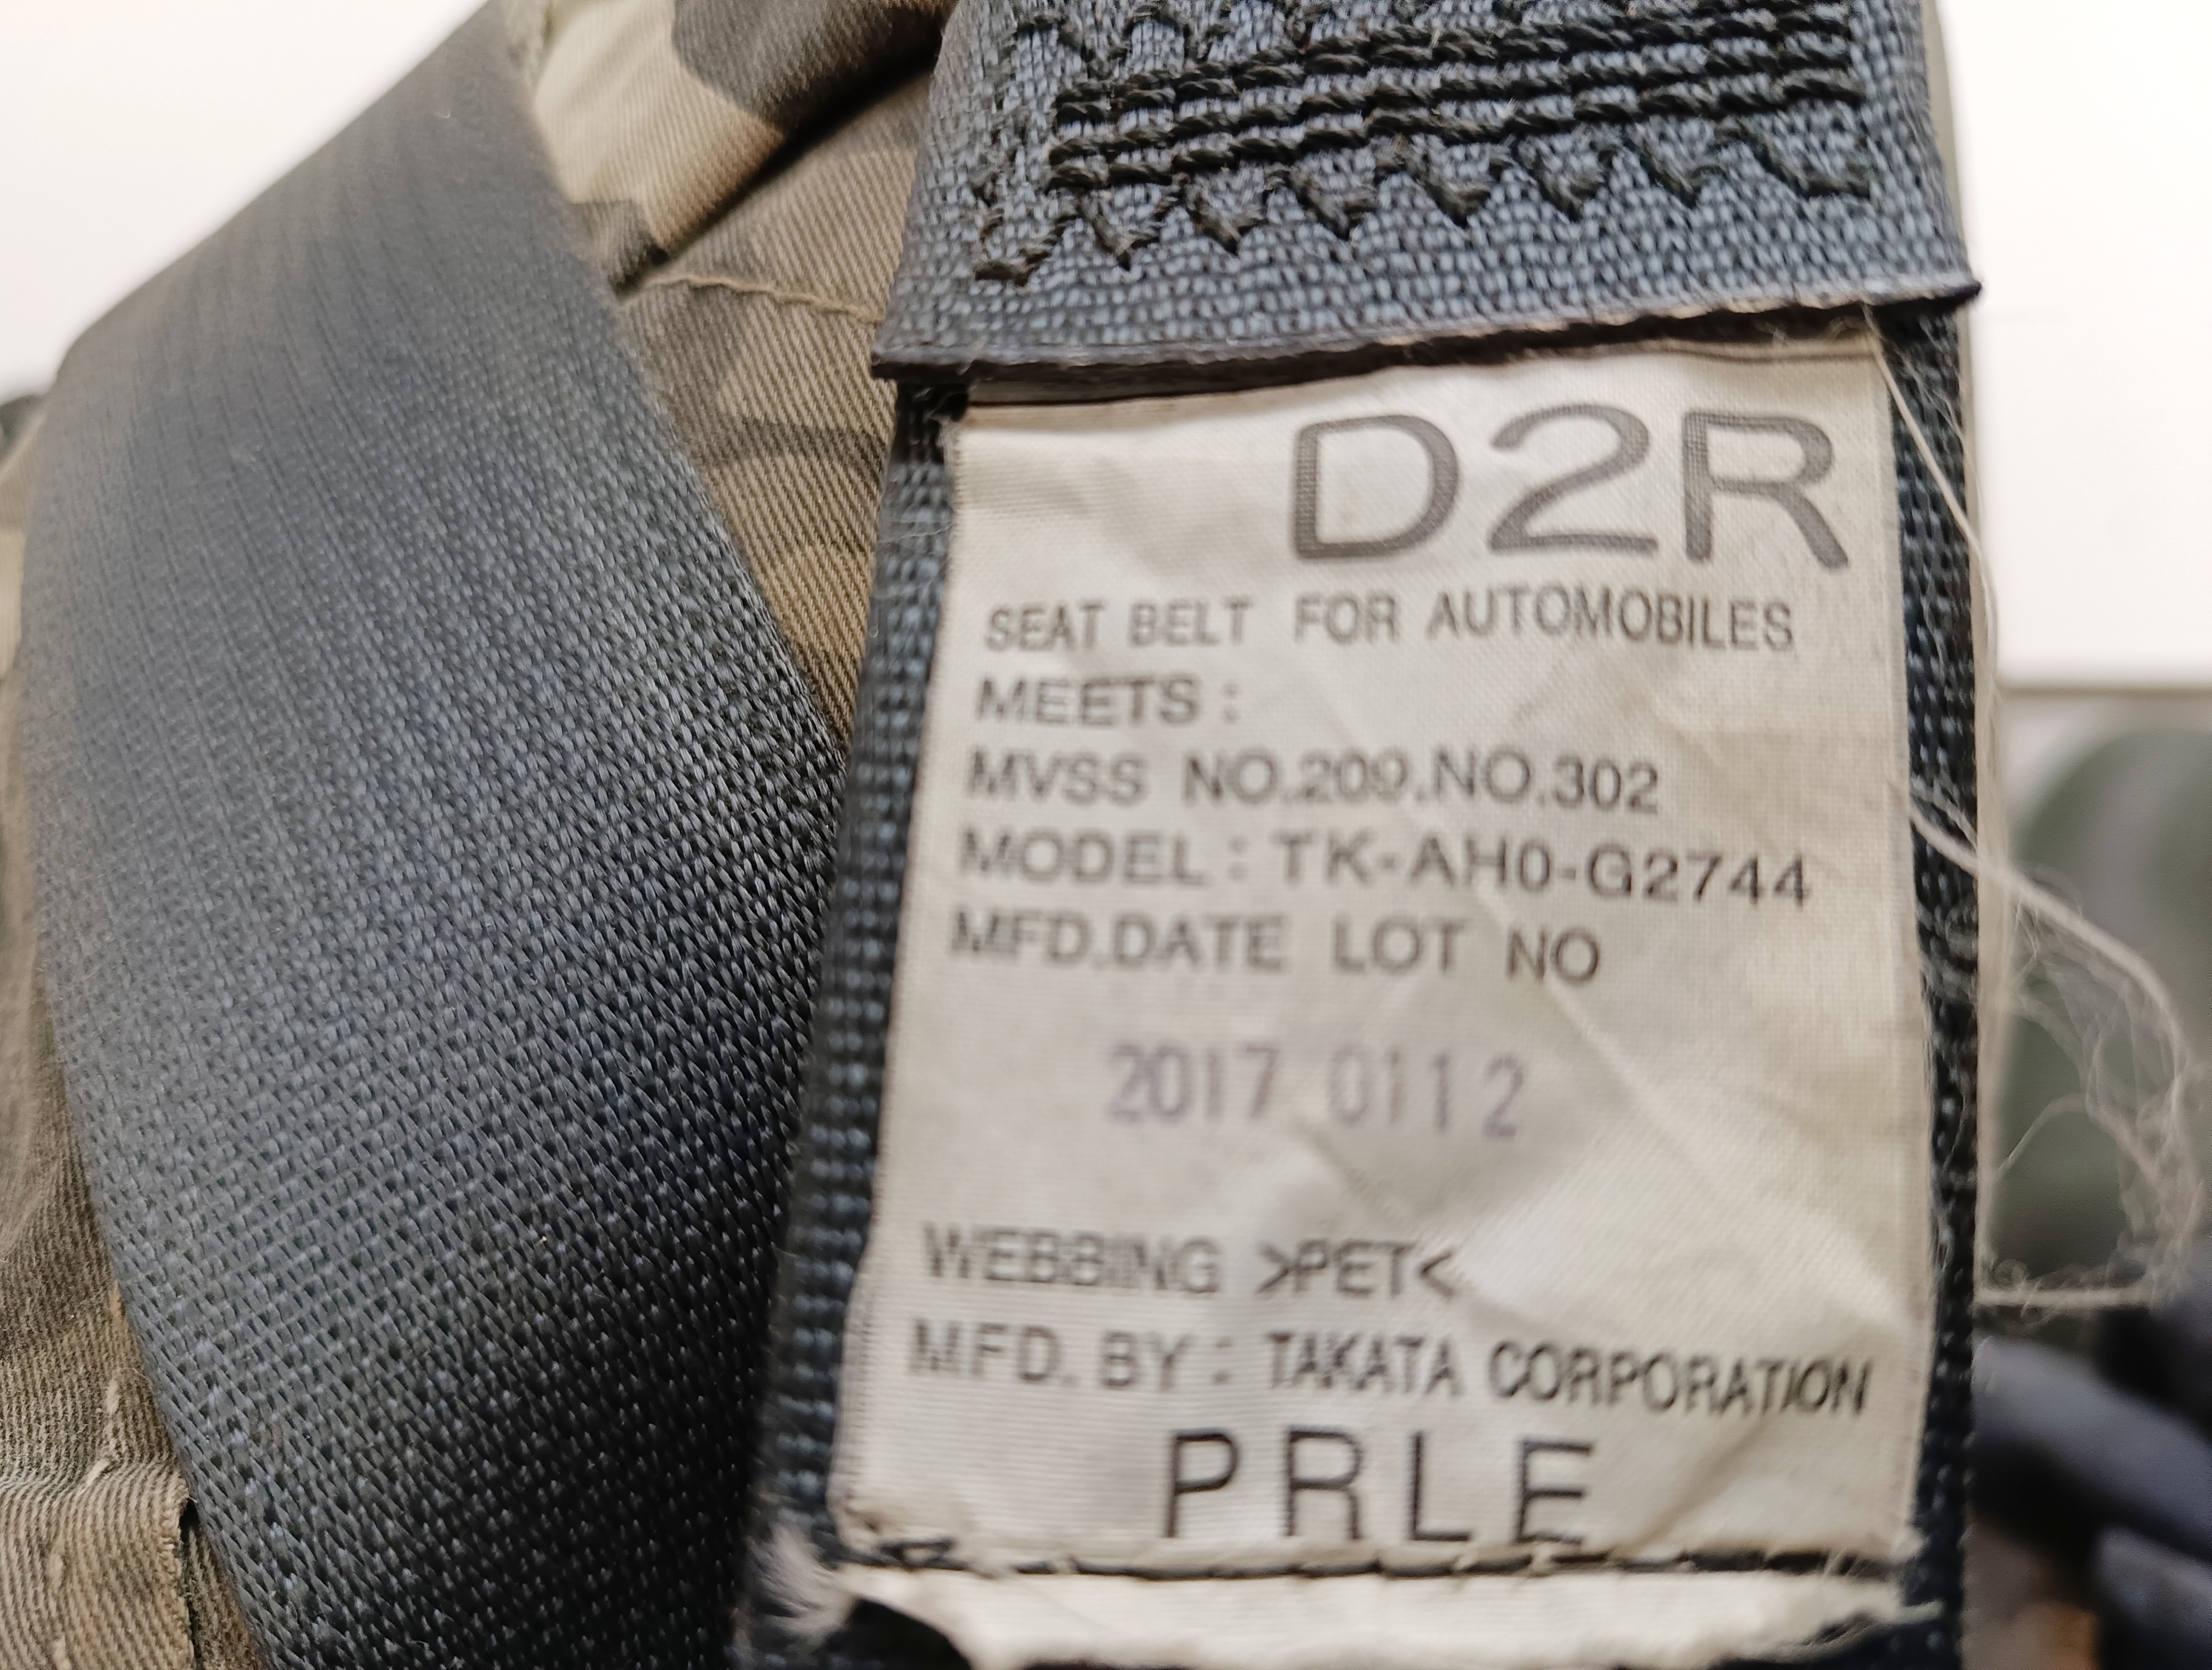 D2R
SEAT BELT FOR AUTOMOBILES
MEETS :
MVSS NO.209.NO.302
MODEL : TK-AH0-G2744
MFD.DATE LOT NO
2017 0112
WEBBING >PET<
MFD. BY : TAKATA CORPORATION
PRLE